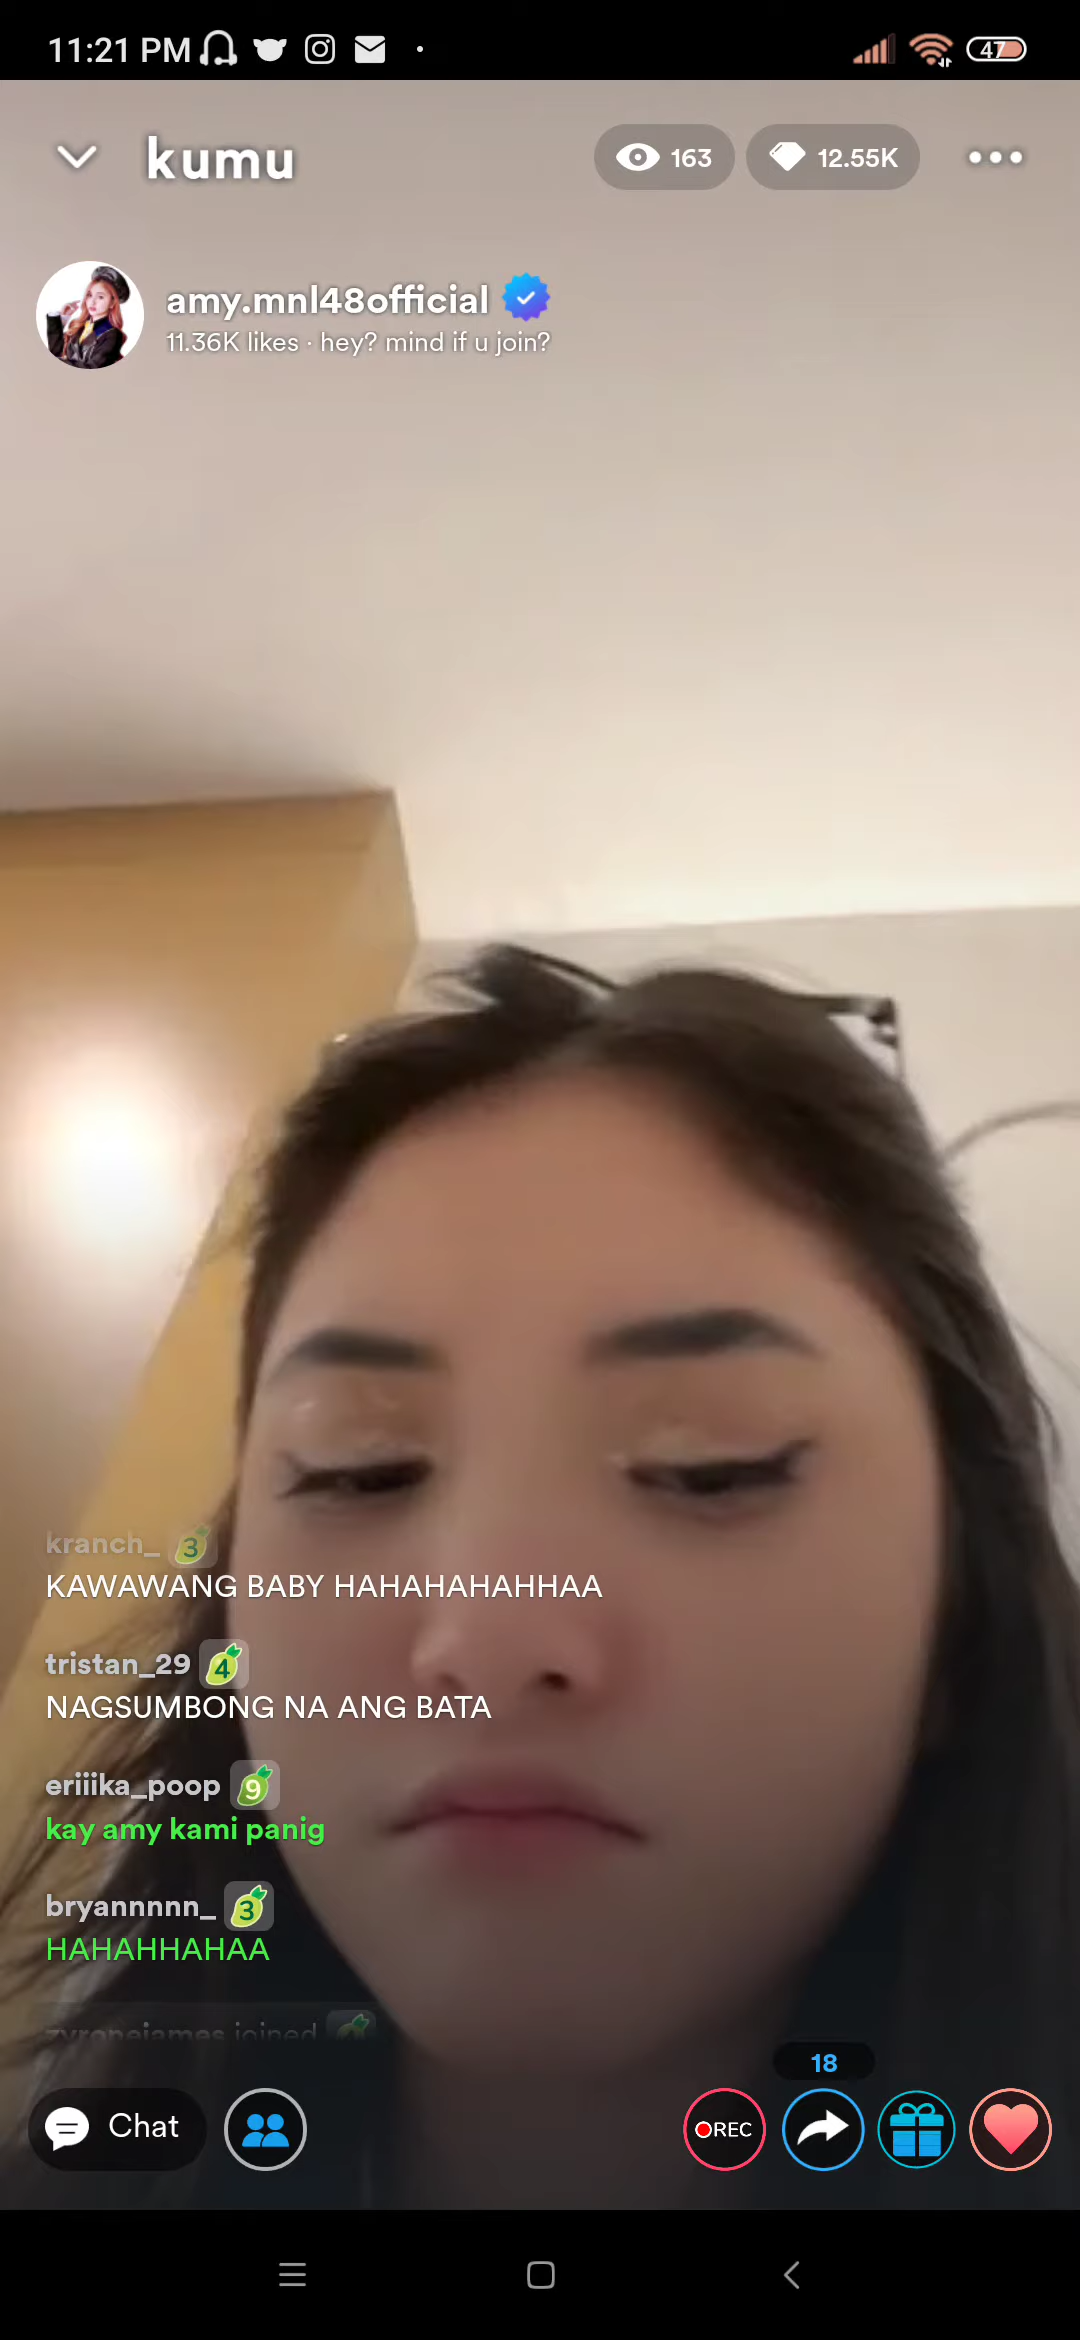 11:21 PM
47
kumu
163
12.55K
amy.mnl48official
11.36K likes · hey? mind if u join?
kranch_ 3
KAWAWANG BABY HAHAHAHAHHAA
tristan_29 4
NAGSUMBONG NA ANG BATA
eriiika_poop 9
kay amy kami panig
bryannnnn_ 3
HAHAHHAHAA
zyronejames joined
18
Chat
REC